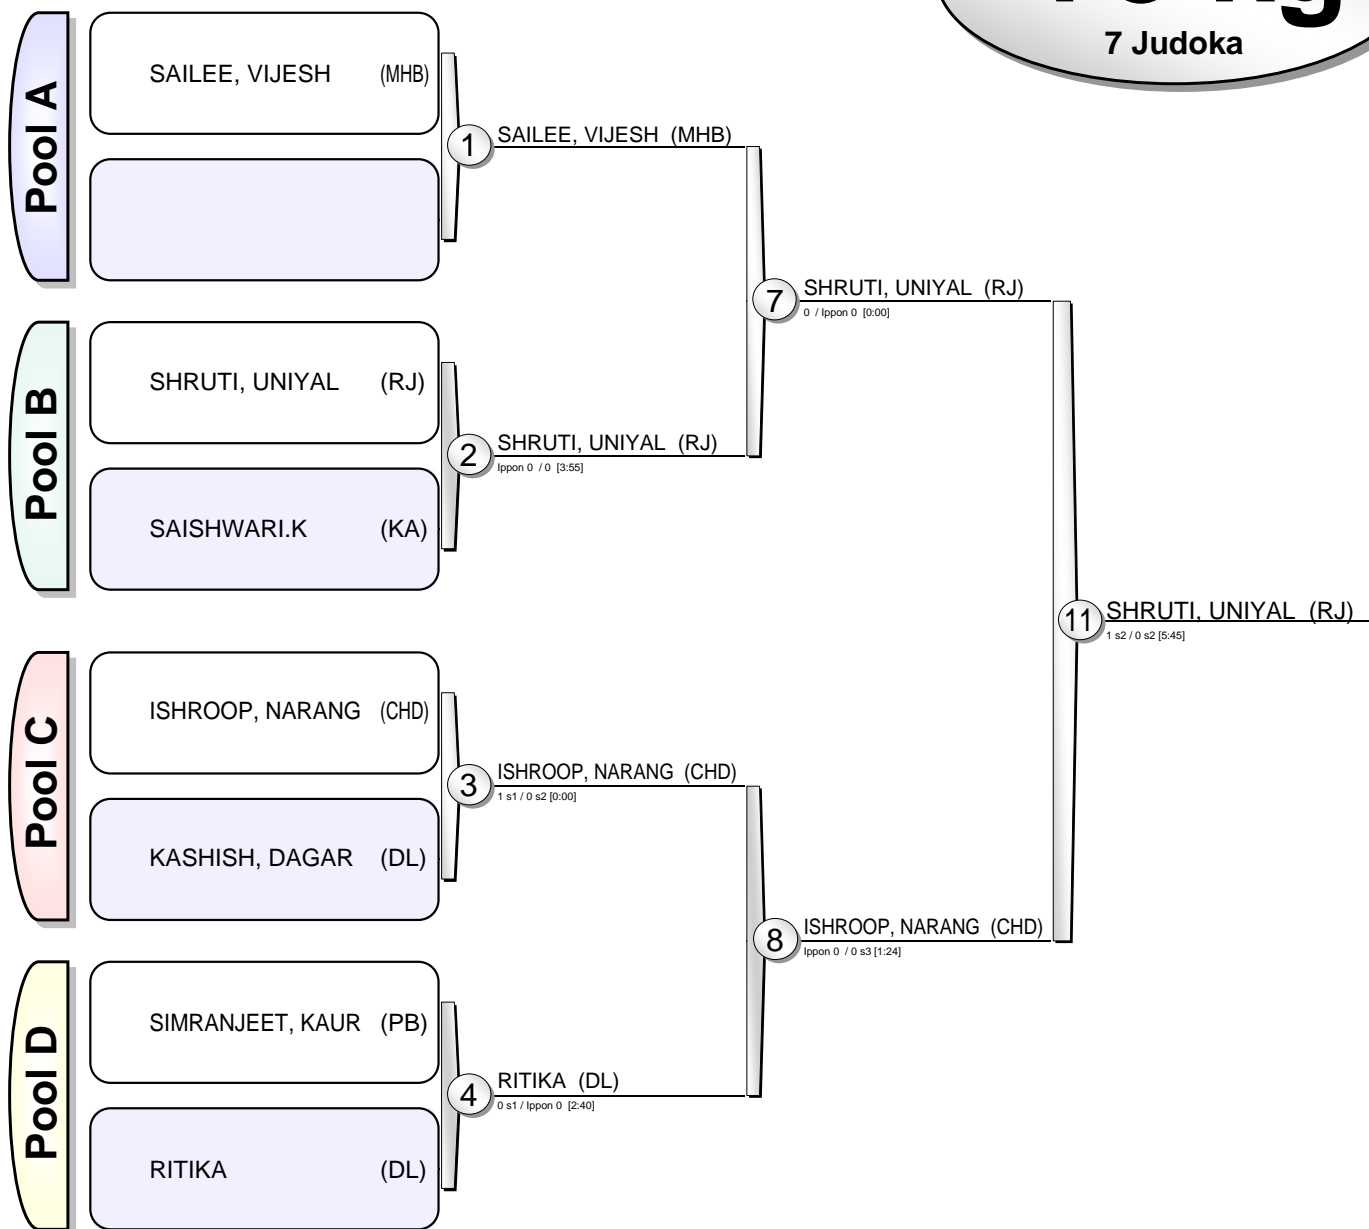 7 Judoka
Pool A
SAILEE, VIJESH (MHB)
1 SAILEE, VIJESH (MHB)
7 SHRUTI, UNIYAL (RJ)
0 / Ippon 0 [0:00]
Pool B
SHRUTI, UNIYAL (RJ)
2 SHRUTI, UNIYAL (RJ)
Ippon 0 / 0 [3:55]
SAISHWARI.K (KA)
11 SHRUTI, UNIYAL (RJ)
1 s2 / 0 s2 [5:45]
Pool C
ISHROOP, NARANG (CHD)
3 ISHROOP, NARANG (CHD)
1 s1 / 0 s2 [0:00]
KASHISH, DAGAR (DL)
8 ISHROOP, NARANG (CHD)
Ippon 0 / 0 s3 [1:24]
Pool D
SIMRANJEET, KAUR (PB)
4 RITIKA (DL)
0 s1 / Ippon 0 [2:40]
RITIKA (DL)